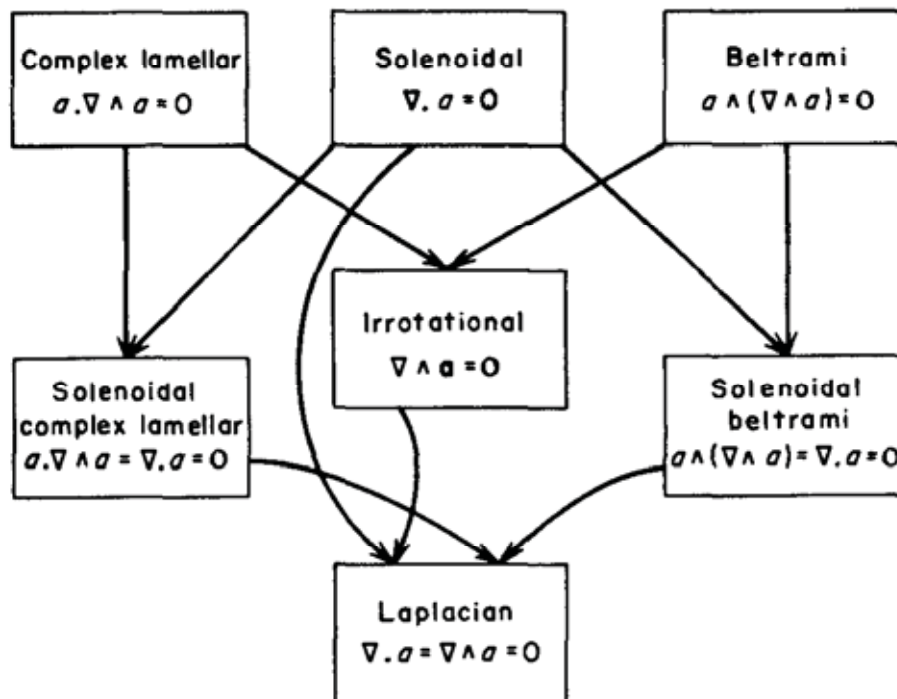 Complex lamellar
a.∇ ∧ a = 0
Solenoidal
∇. a = 0
Beltrami
a ∧ (∇ ∧ a) = 0
Irrotational
∇ ∧ a = 0
Solenoidal
complex lamellar
a.∇ ∧ a = ∇. a = 0
Solenoidal
beltrami
a ∧ (∇ ∧ a) = ∇. a = 0
Laplacian
∇. a = ∇ ∧ a = 0